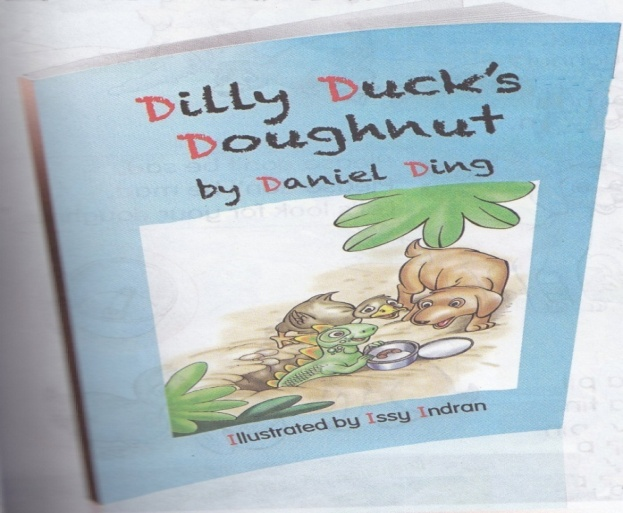 Dilly Duck's
Doughnut
by Daniel Ding
Illustrated by Issy Indran